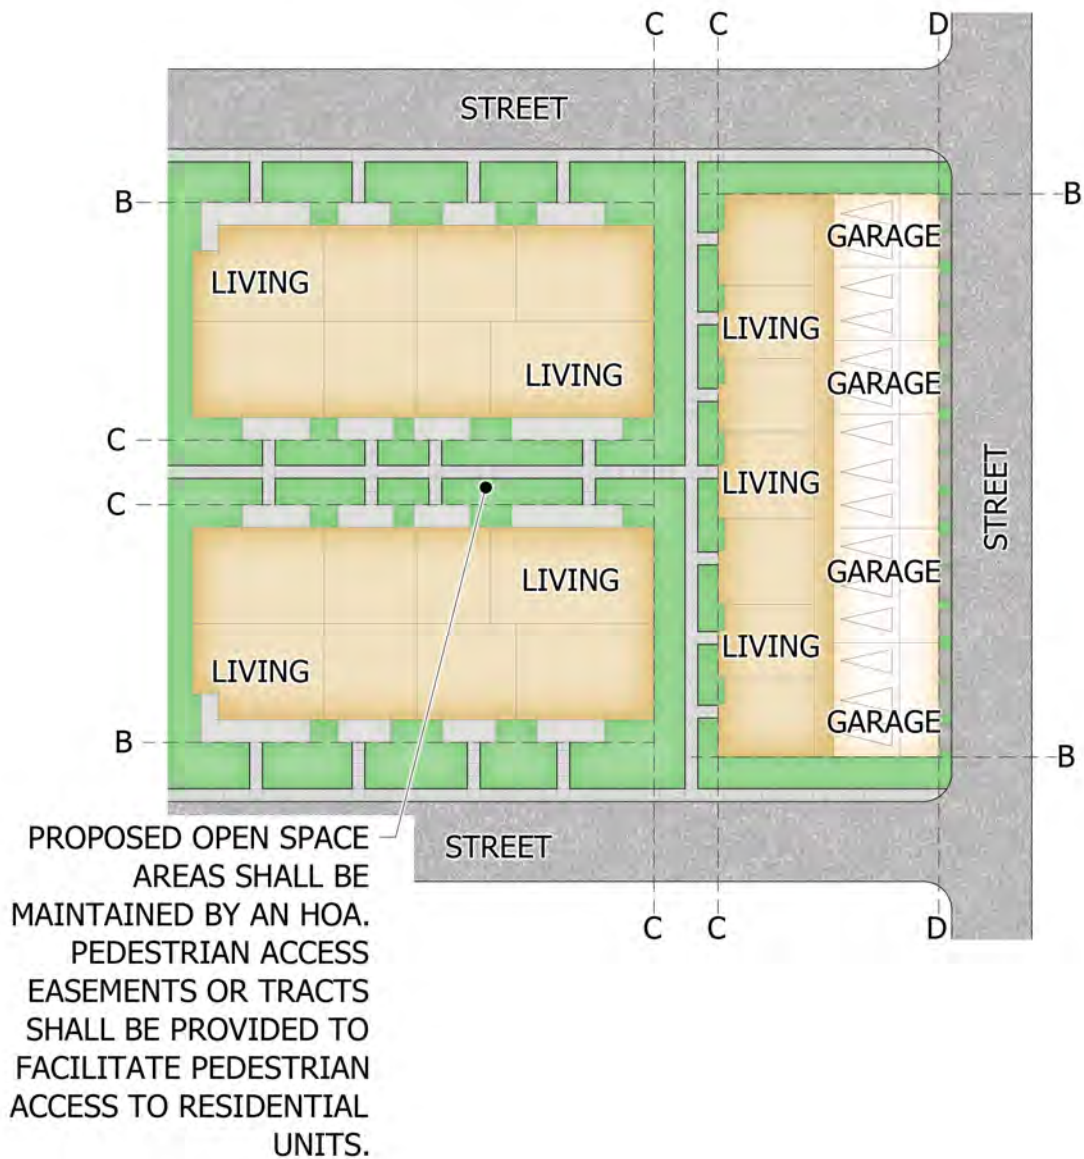 C C D
STREET
B B
GARAGE
LIVING
LIVING
LIVING
GARAGE
C
LIVING
STREET
C
LIVING
GARAGE
LIVING
LIVING
GARAGE
B B
PROPOSED OPEN SPACE
AREAS SHALL BE
MAINTAINED BY AN HOA.
PEDESTRIAN ACCESS
EASEMENTS OR TRACTS
SHALL BE PROVIDED TO
FACILITATE PEDESTRIAN
ACCESS TO RESIDENTIAL
UNITS.
STREET
C C D